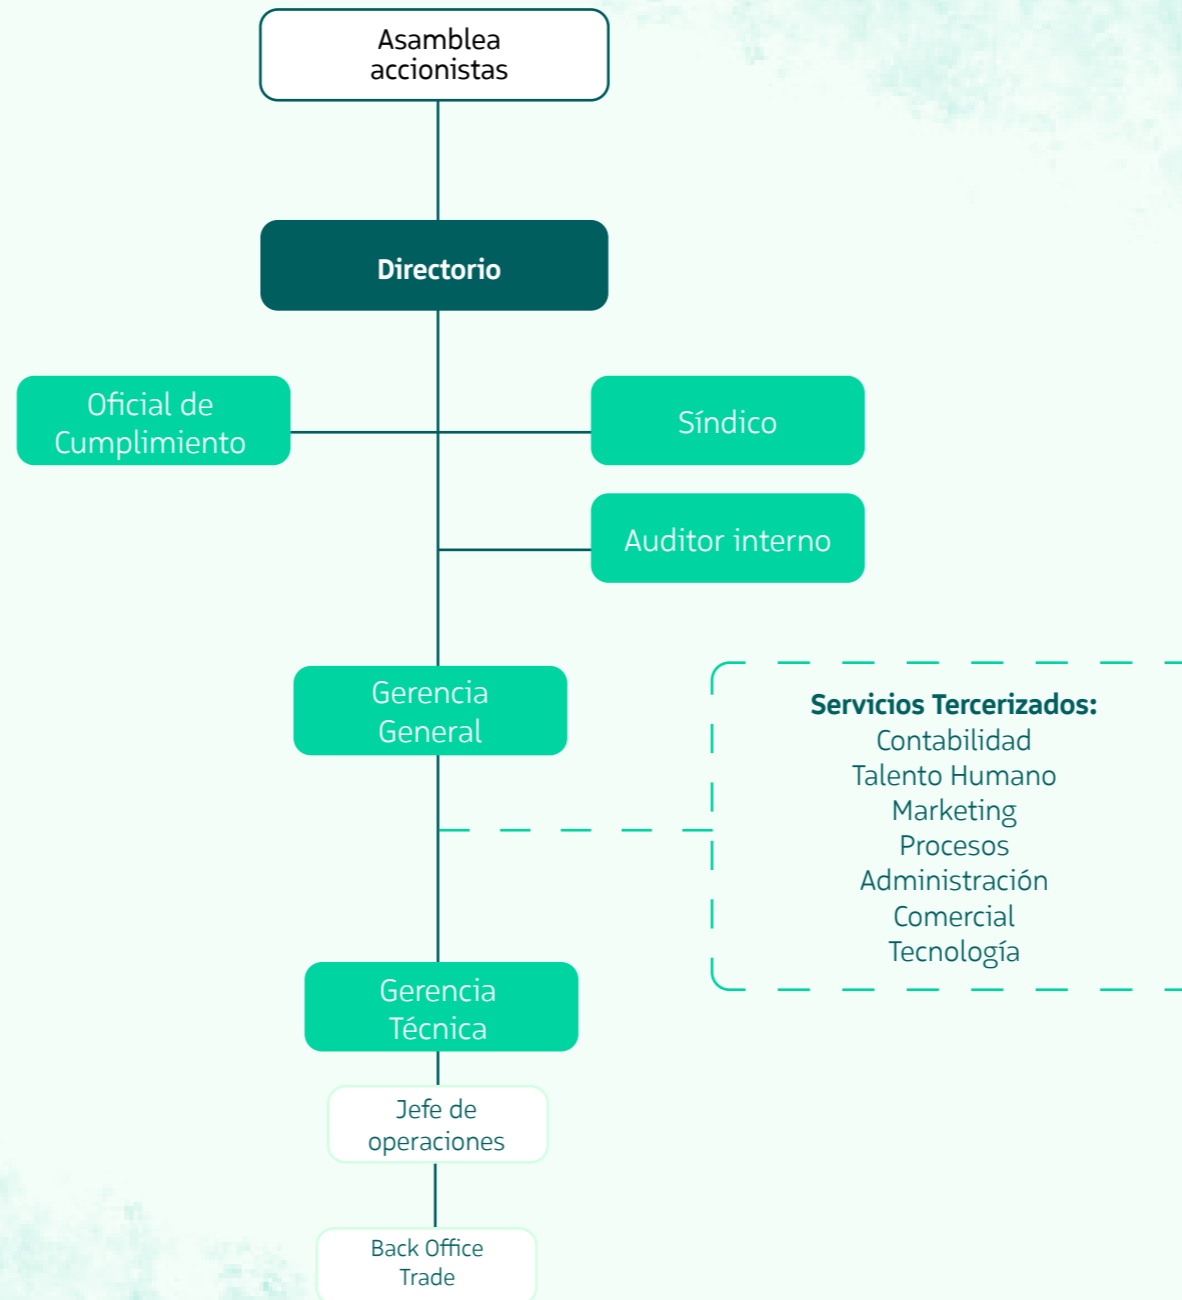 Asamblea
accionistas
Directorio
Oficial de
Cumplimiento
Síndico
Auditor interno
Gerencia
General
Servicios Tercerizados:
Contabilidad
Talento Humano
Marketing
Procesos
Administración
Comercial
Tecnología
Gerencia
Técnica
Jefe de
operaciones
Back Office
Trade